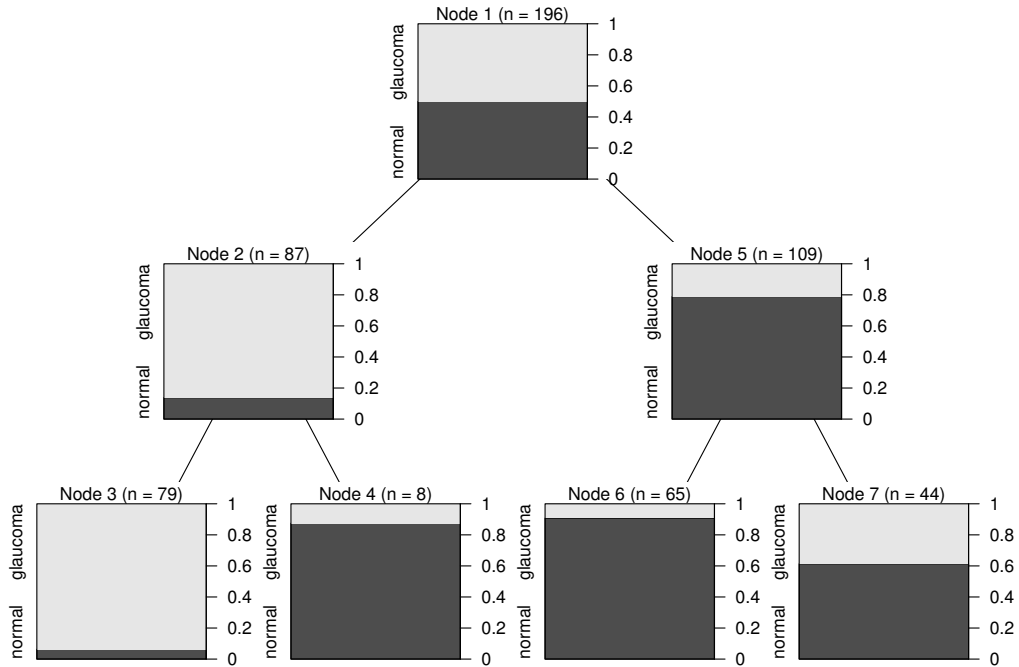 Node 1 (n = 196)
glaucoma
normal
1
0.8
0.6
0.4
0.2
0
Node 2 (n = 87)
glaucoma
normal
1
0.8
0.6
0.4
0.2
0
Node 5 (n = 109)
glaucoma
normal
1
0.8
0.6
0.4
0.2
0
Node 3 (n = 79)
glaucoma
normal
1
0.8
0.6
0.4
0.2
0
Node 4 (n = 8)
glaucoma
normal
1
0.8
0.6
0.4
0.2
0
Node 6 (n = 65)
glaucoma
normal
1
0.8
0.6
0.4
0.2
0
Node 7 (n = 44)
glaucoma
normal
1
0.8
0.6
0.4
0.2
0